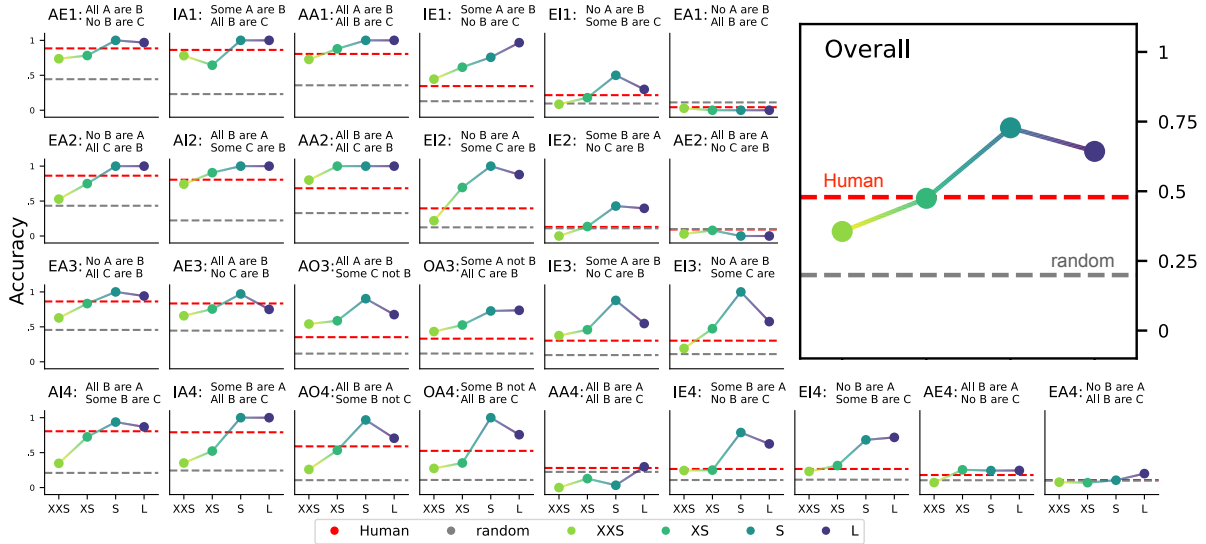 AE1: All A are B
No B are C
IA1: Some A are B
All B are C
AA1: All A are B
All B are C
IE1: Some A are B
No B are C
EI1: No A are B
Some B are C
EA1: No A are B
All B are C
1
.5
0
Overall
Human
random
1
0.75
0.5
0.25
0
EA2: No B are A
All C are B
AI2: All B are A
Some C are B
AA2: All B are A
All C are B
EI2: No B are A
Some C are B
IE2: Some B are A
No C are B
AE2: All B are A
No C are B
1
.5
0
Accuracy
EA3: No A are B
All C are B
AE3: All A are B
No C are B
AO3: All A are B
Some C not B
OA3: Some A not B
All C are B
IE3: Some A are B
No C are B
EI3: No A are B
Some C are
1
.5
0
AI4: All B are A
Some B are C
IA4: Some B are A
All B are C
AO4: All B are A
Some B not C
OA4: Some B not A
All B are C
AA4: All B are A
All B are C
IE4: Some B are A
No B are C
EI4: No B are A
Some B are C
AE4: All B are A
No B are C
EA4: No B are A
All B are C
1
.5
0
XXS XS S L
XXS XS S L
XXS XS S L
XXS XS S L
XXS XS S L
XXS XS S L
XXS XS S L
XXS XS S L
XXS XS S L
Human random XXS XS S L